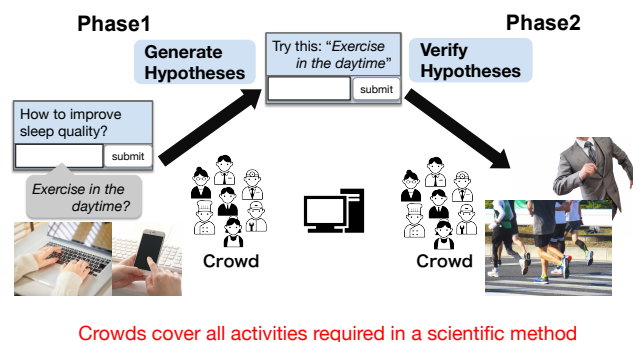 Phase1
Phase2
Generate
Hypotheses
Try this: “Exercise
in the daytime”
submit
Verify
Hypotheses
How to improve
sleep quality?
submit
Exercise in the
daytime?
Crowd
Crowd
Crowds cover all activities required in a scientific method